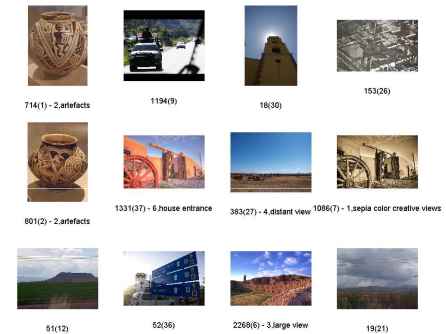 714(1) - 2,artefacts
1194(9)
18(30)
153(26)
801(2) - 2,artefacts
1331(37) - 6,house entrance
383(27) - 4,distant view
1086(7) - 1,sepia color creative views
51(12)
52(36)
2268(6) - 3,large view
19(21)